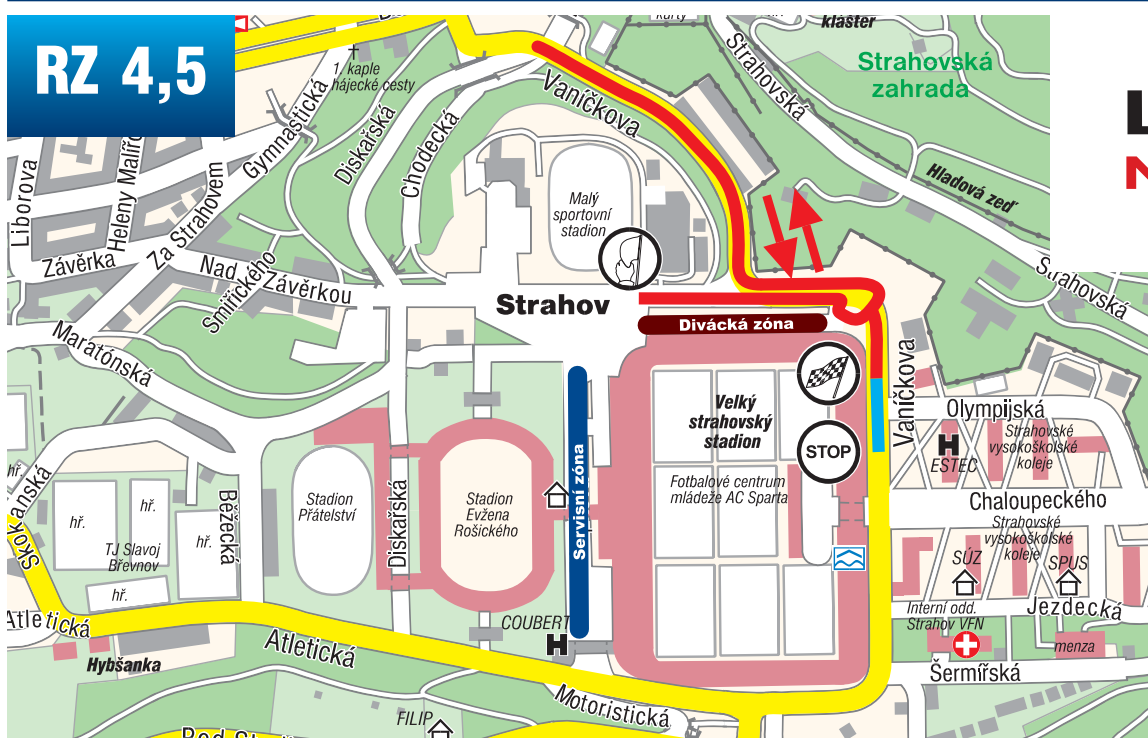 RZ 4,5
klášter
Strahovská
zahrada
1. kaple
hájecké cesty
Vaníčkova
Strahovská
Gymnastická
Diskařská
Chodecká
Liborova
Za Strahovem
Závěrka
Hladová zeď
Malý
sportovní
stadion
Nad Závěrkou
Smiřického
Strahovská
Strahov
Divácká zóna
Maratónská
Vaníčkova
Velký
strahovský
stadion
Olympijská
Strahovské
vysokoškolské
koleje
STOP
ESTEC
Fotbalové centrum
mládeže AC Sparta
Servisní zóna
Skokanská
hř.
hř.
hř.
hř.
hř.
TJ Slavoj
Břevnov
Běžecká
Stadion
Přátelství
Diskařská
Stadion
Evžena
Rošického
Chaloupeckého
Strahovské
vysokoškolské
koleje
SÚZ
SPUS
Interní odd.
Strahov VFN
Jezdecká
menza
Šermířská
Atletická
Hybšanka
Atletická
COUBERT
Motoristická
FILIP